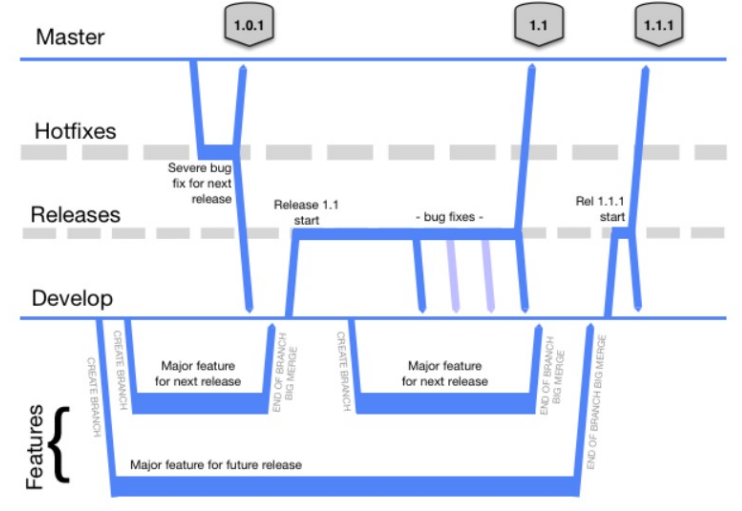 1.0.1
1.1
1.1.1
Master
Hotfixes
Severe bug
fix for next
release
Releases
Release 1.1
start
- bug fixes -
Rel 1.1.1
start
Develop
CREATE BRANCH
CREATE BRANCH
Major feature
for next release
END OF BRANCH
BIG MERGE
CREATE BRANCH
Major feature
for next release
END OF BRANCH
BIG MERGE
END OF BRANCH BIG MERGE
Features
Major feature for future release